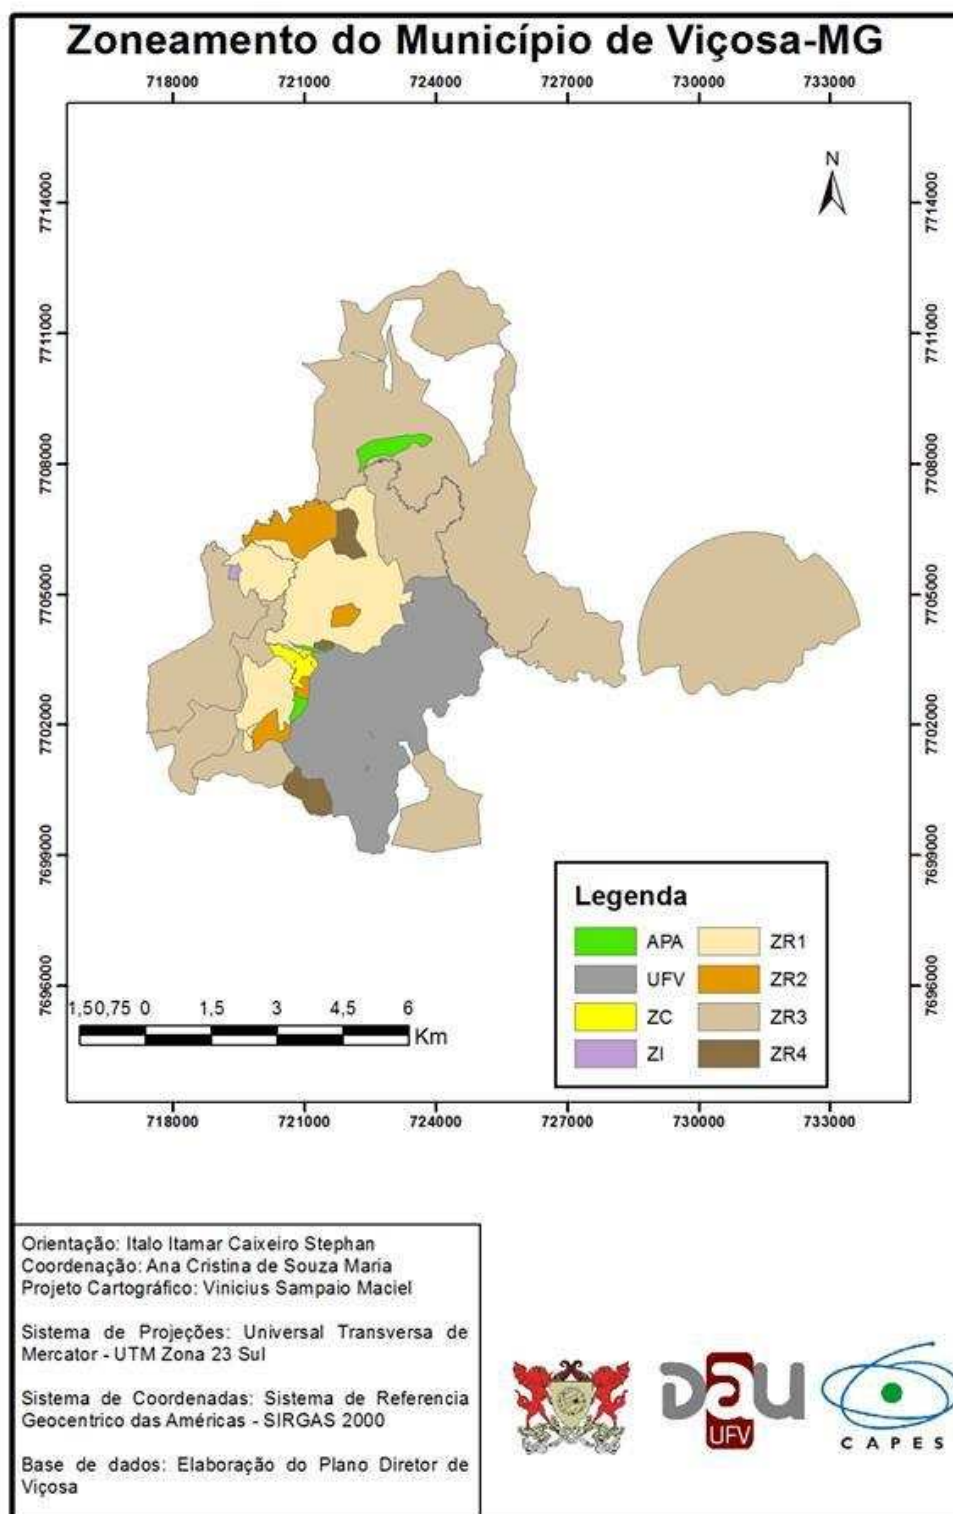 Zoneamento do Município de Viçosa-MG
718000 721000 724000 727000 730000 733000
N
7714000 7714000
7711000 7711000
7708000 7708000
7705000 7705000
7702000 7702000
7699000 7699000
7696000 7696000
Legenda
APA ZR1
UFV ZR2
ZC ZR3
ZI ZR4
1,50,75 0 1,5 3 4,5 6
Km
718000 721000 724000 727000 730000 733000
Orientação: Italo Itamar Caixeiro Stephan
Coordenação: Ana Cristina de Souza Maria
Projeto Cartográfico: Vinicius Sampaio Maciel
Sistema de Projeções: Universal Transversa de
Mercator - UTM Zona 23 Sul
Sistema de Coordenadas: Sistema de Referencia
Geocentrico das Américas - SIRGAS 2000
Base de dados: Elaboração do Plano Diretor de
Viçosa
DaU
UFV
CAPES